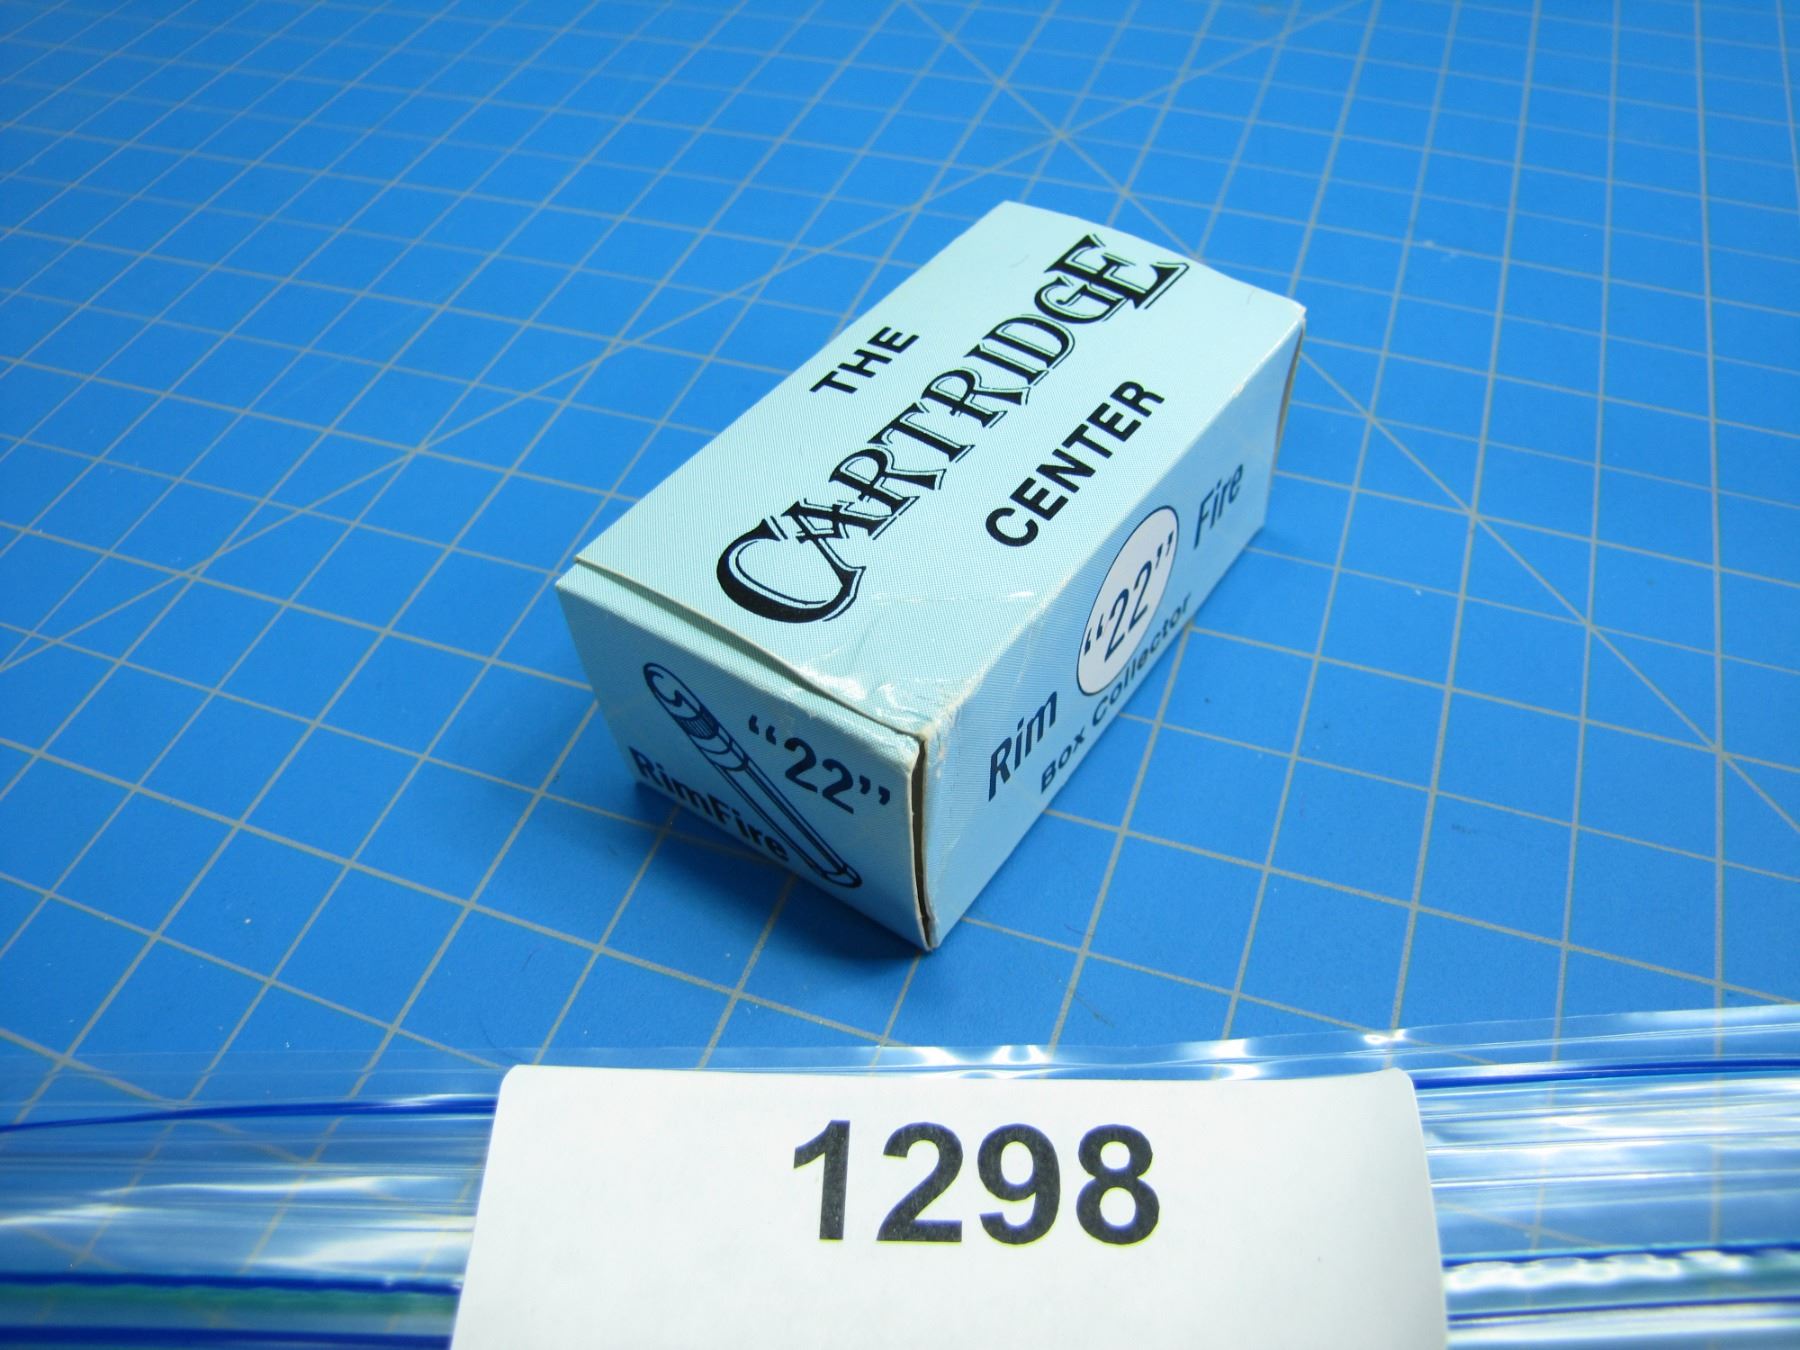 THE
CARTRIDGE
CENTER
Rim “22” Fire
Box Collector
“22”
RimFire
1298